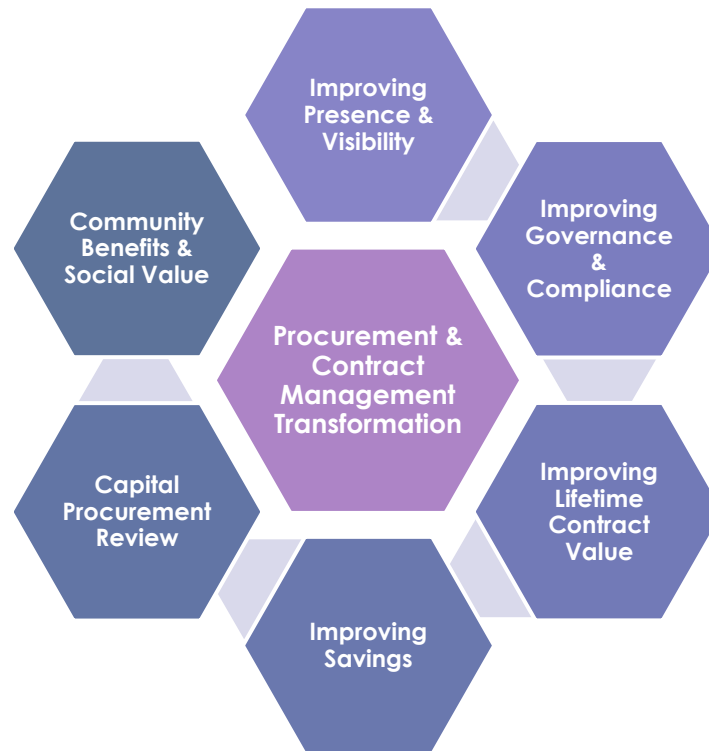 Improving
Presence &
Visibility
Improving
Governance
&
Compliance
Improving
Lifetime
Contract
Value
Improving
Savings
Capital
Procurement
Review
Community
Benefits &
Social Value
Procurement &
Contract
Management
Transformation